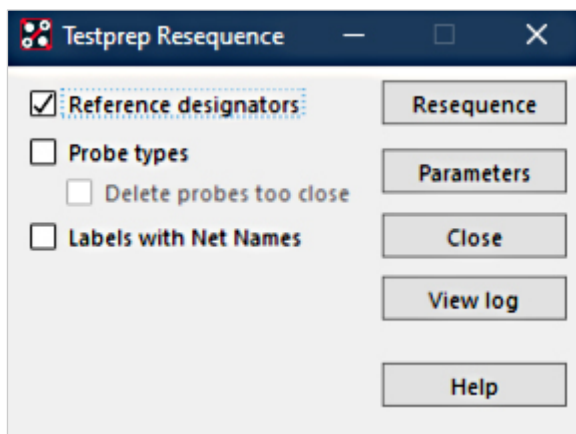 Testprep Resequence
Reference designators
Resequence
Probe types
Parameters
Delete probes too close
Labels with Net Names
Close
View log
Help